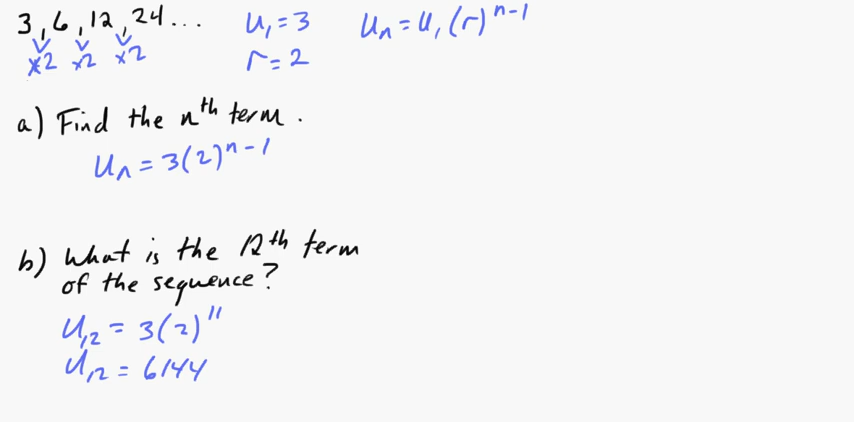 3, 6, 12, 24... u₁ = 3 uₙ = u₁(r)ⁿ⁻¹
×2 ×2 ×2 r = 2
a) Find the nᵗʰ term.
uₙ = 3(2)ⁿ⁻¹
b) What is the 12ᵗʰ term
of the sequence?
u₁₂ = 3(2)¹¹
u₁₂ = 6144